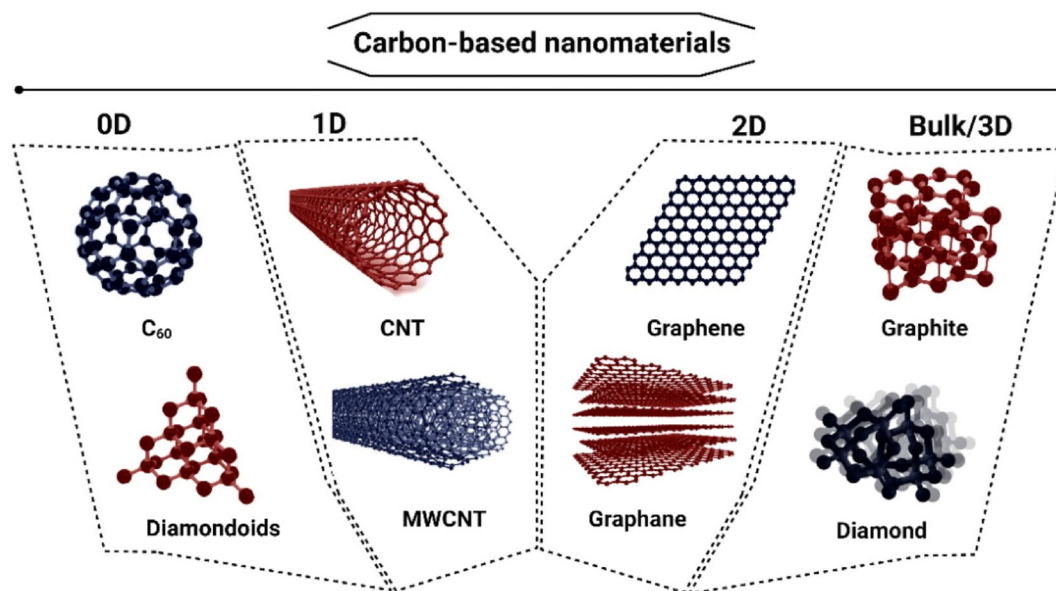 Carbon-based nanomaterials
0D
1D
2D
Bulk/3D
C₆₀
CNT
Graphene
Graphite
Diamondoids
MWCNT
Graphane
Diamond